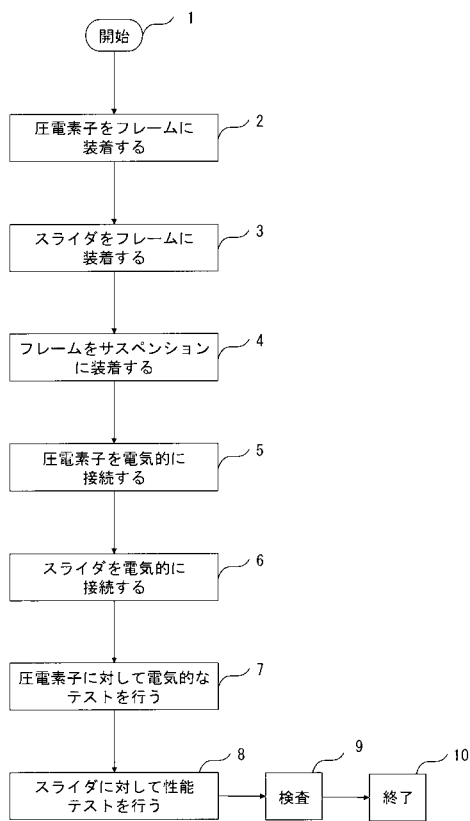 開始
1
圧電素子をフレームに
装着する
2
スライダをフレームに
装着する
3
フレームをサスペンション
に装着する
4
圧電素子を電気的に
接続する
5
スライダを電気的に
接続する
6
圧電素子に対して電気的な
テストを行う
7
スライダに対して性能
テストを行う
8
検査
9
終了
10